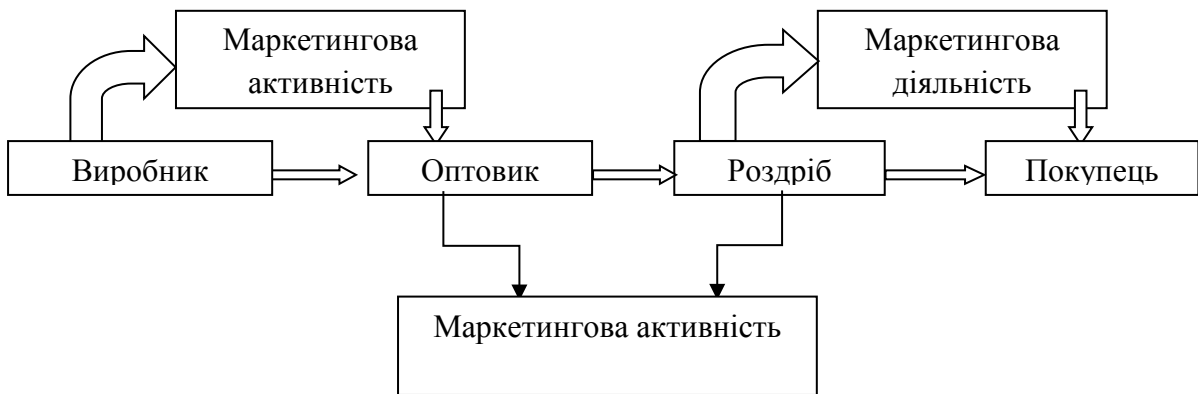 Маркетингова
активність
Маркетингова
діяльність
Виробник
Оптовик
Роздріб
Покупець
Маркетингова активність